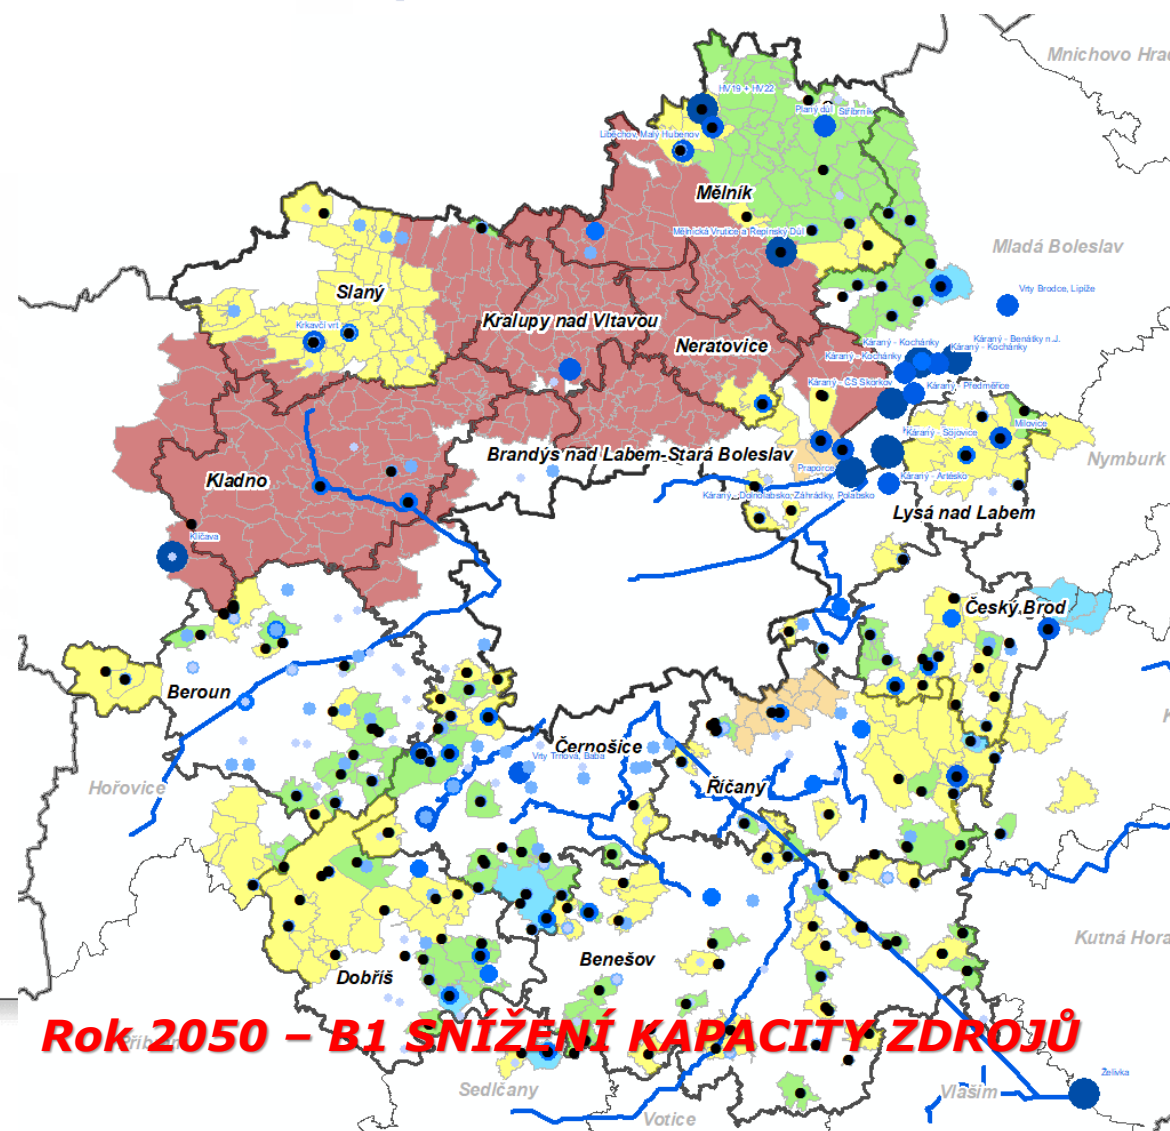 Mnichovo Hrad
HV19 + HV22
Planý důl
Stříbrník
Liběchov, Malý Hubenov
Mělník
Mělnická Vrutice a Řepínský Důl
Mladá Boleslav
Slaný
Vrty Brodce, Lipíže
Kralupy nad Vltavou
Krkavčí vrt
Neratovice
Káraný - Benátky n.J.
Káraný - Kochánky
Káraný - Kochánky
Káraný - Kochánky
Káraný - ČS Skorkov
Káraný - Předměřice
Milovice
Káraný - Sojovice
Brandýs nad Labem-Stará Boleslav
Nymburk
Praporce
Kladno
Káraný - Artésko
Káraný - Dolnolabsko, Záhrádky, Polabsko
Lysá nad Labem
Klíčava
Český Brod
Beroun
Černošice
Vrty Trnová, Bába
Hořovice
Říčany
Kutná Hora
Benešov
Dobříš
Rok 2050 – B1 SNÍŽENÍ KAPACITY ZDROJŮ
Příbram
Želivka
Sedlčany
Vlašim
Votice